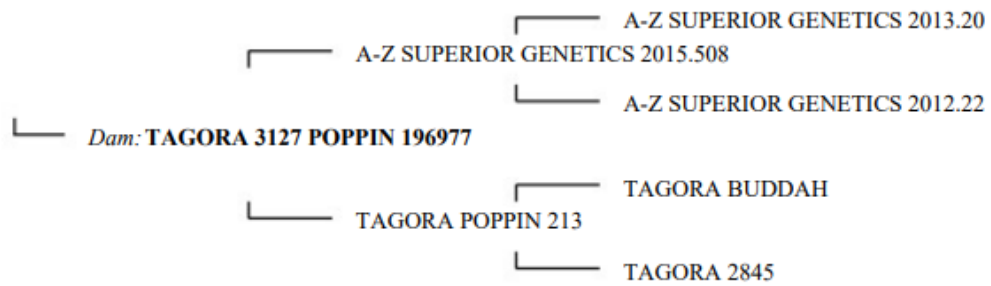 A-Z SUPERIOR GENETICS 2013.20
A-Z SUPERIOR GENETICS 2015.508
A-Z SUPERIOR GENETICS 2012.22
Dam: TAGORA 3127 POPPIN 196977
TAGORA BUDDAH
TAGORA POPPIN 213
TAGORA 2845